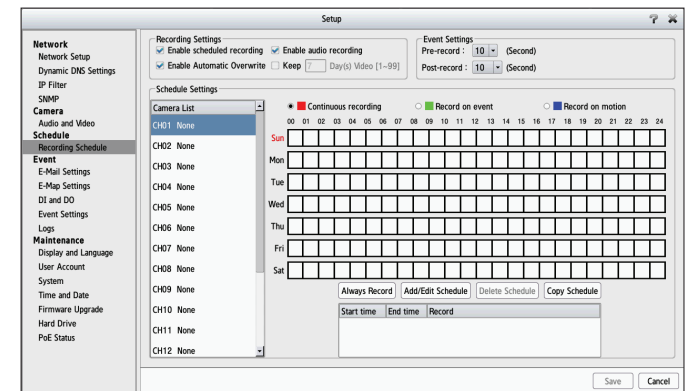 Setup
? ×
Network
Network Setup
Dynamic DNS Settings
IP Filter
SNMP
Camera
Audio and Video
Schedule
Recording Schedule
Event
E-Mail Settings
E-Map Settings
DI and DO
Event Settings
Logs
Maintenance
Display and Language
User Account
System
Time and Date
Firmware Upgrade
Hard Drive
PoE Status
Recording Settings
Enable scheduled recording Enable audio recording
Enable Automatic Overwrite Keep 7 Day(s) Video [1~99]
Event Settings
Pre-record : 10 (Second)
Post-record : 10 (Second)
Schedule Settings
Camera List
CH01 None
CH02 None
CH03 None
CH04 None
CH05 None
CH06 None
CH07 None
CH08 None
CH09 None
CH10 None
CH11 None
CH12 None
Continuous recording Record on event Record on motion
00 01 02 03 04 05 06 07 08 09 10 11 12 13 14 15 16 17 18 19 20 21 22 23 24
Sun
Mon
Tue
Wed
Thu
Fri
Sat
Always Record Add/Edit Schedule Delete Schedule Copy Schedule
Start time End time Record
Save Cancel